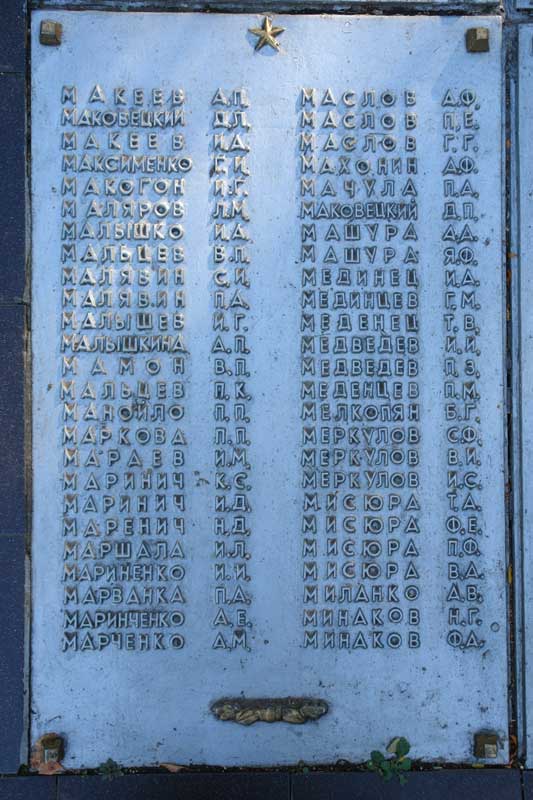 МАКЕЕВ А.П.
МАКОВЕЦКИЙ Д.Л.
МАКЕЕВ И.А.
МАКСИМЕНКО Г.И.
МАКОГОН И.Г.
МАЛЯРОВ Л.М.
МАЛЫШКО И.А.
МАЛЬЦЕВ В.П.
МАЛЯВИН С.И.
МАЛЯВИН П.А.
МАЛЫШЕВ И.Г.
МАЛЫШКИНА А.П.
МАМОН В.П.
МАЛЬЦЕВ П.К.
МАНОЙЛО П.П.
МАРКОВА П.П.
МАРАЕВ И.М.
МАРИНИЧ К.С.
МАРИНИЧ И.Д.
МАРЕНИЧ Н.Д.
МАРШАЛА И.Л.
МАРИНЕНКО И.И.
МАРВАНКА П.А.
МАРИНЧЕНКО А.Е.
МАРЧЕНКО А.М.
МАСЛОВ А.Ф.
МАСЛОВ П.Е.
МАСЛОВ Г.Г.
МАХОНИН А.Ф.
МАЧУЛА П.А.
МАКОВЕЦКИЙ Д.П.
МАШУРА А.А.
МАШУРА Я.Ф.
МЕДИНЕЦ И.А.
МЕДИНЦЕВ Г.М.
МЕДЕНЕЦ Т.В.
МЕДВЕДЕВ И.И.
МЕДВЕДЕВ П.З.
МЕДЕНЦЕВ П.М.
МЕЛКОПЯН Б.Г.
МЕРКУЛОВ С.Ф.
МЕРКУЛОВ В.И.
МЕРКУЛОВ И.С.
МИСЮРА Т.А.
МИСЮРА Ф.Е.
МИСЮРА П.Ф.
МИСЮРА В.А.
МИЛАНКО А.В.
МИНАКОВ Н.Г.
МИНАКОВ Ф.А.